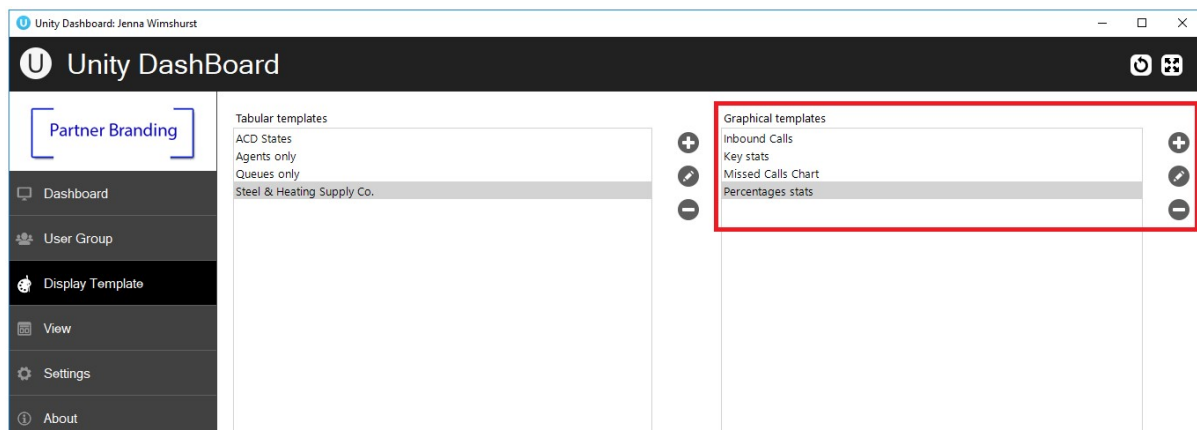 Unity Dashboard: Jenna Wimshurst
Unity DashBoard
Partner Branding
Dashboard
User Group
Display Template
View
Settings
About
Tabular templates
ACD States
Agents only
Queues only
Steel & Heating Supply Co.
Graphical templates
Inbound Calls
Key stats
Missed Calls Chart
Percentages stats